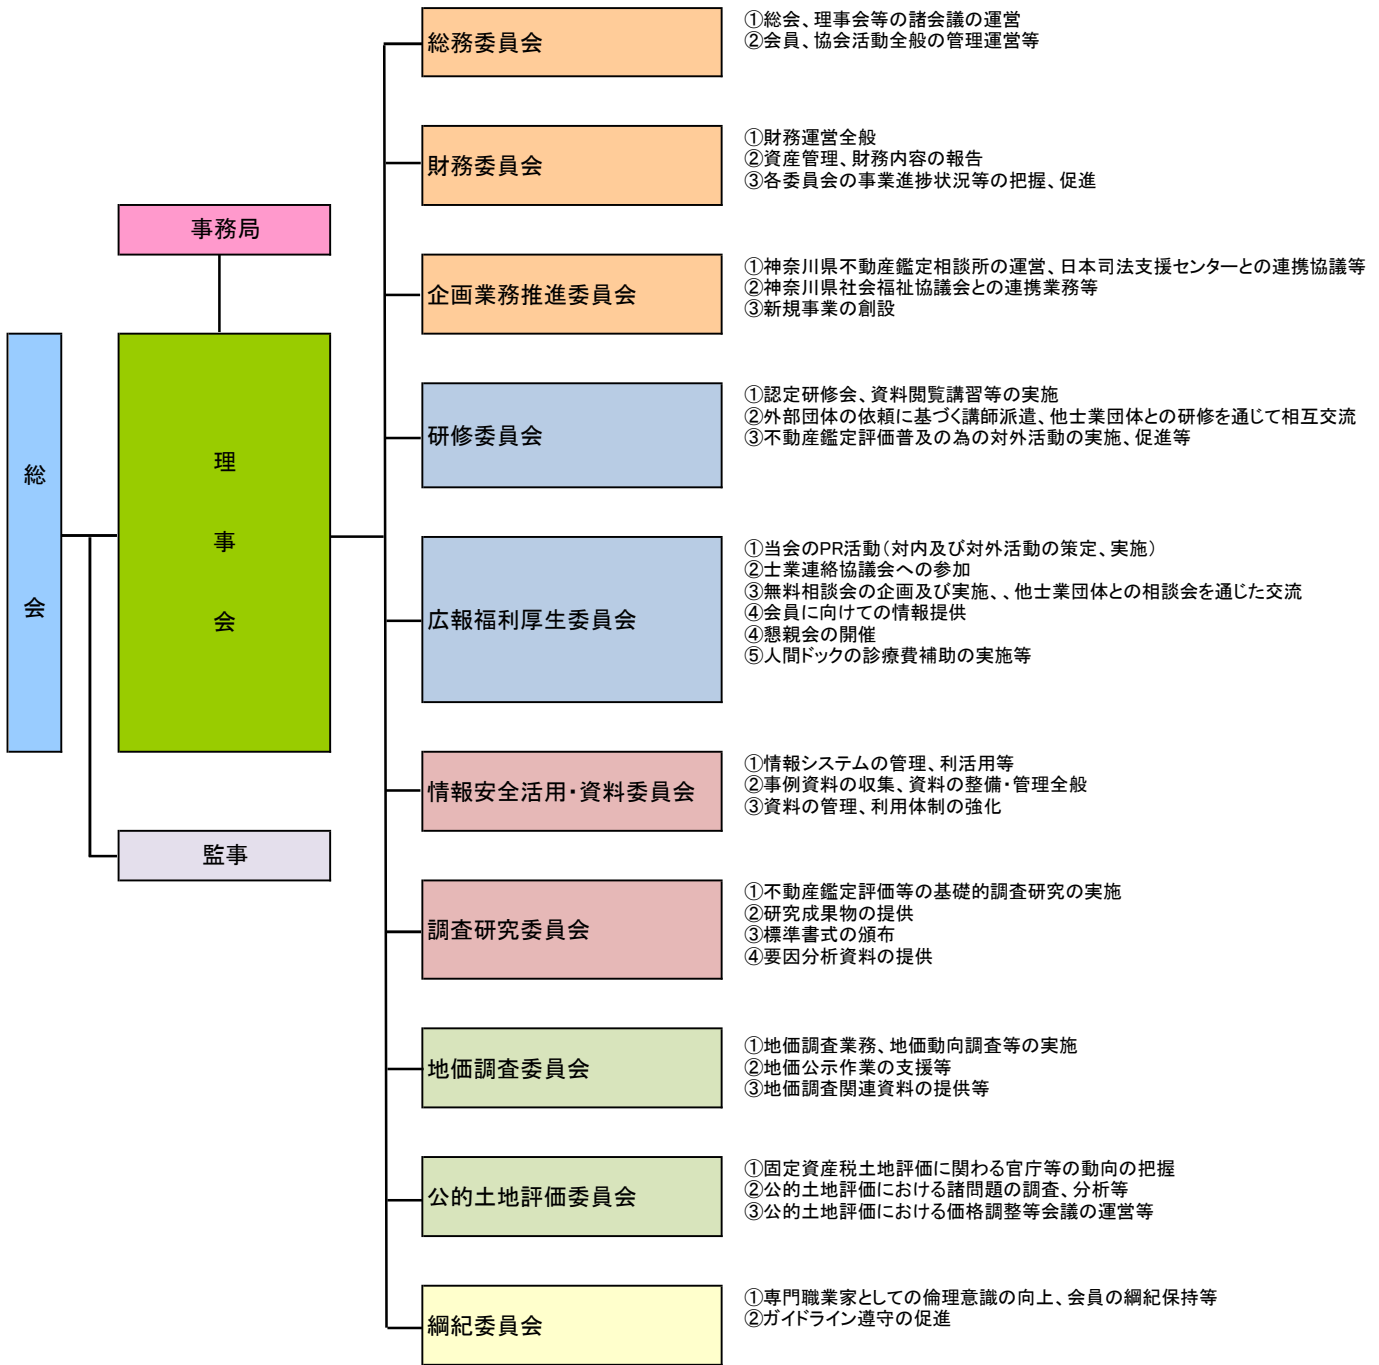 総
会
事務局
理
事
会
監事
総務委員会
①総会、理事会等の諸会議の運営
②会員、協会活動全般の管理運営等
財務委員会
①財務運営全般
②資産管理、財務内容の報告
③各委員会の事業進捗状況等の把握、促進
企画業務推進委員会
①神奈川県不動産鑑定相談所の運営、日本司法支援センターとの連携協議等
②神奈川県社会福祉協議会との連携業務等
③新規事業の創設
研修委員会
①認定研修会、資料閲覧講習等の実施
②外部団体の依頼に基づく講師派遣、他士業団体との研修を通じて相互交流
③不動産鑑定評価普及の為の対外活動の実施、促進等
広報福利厚生委員会
①当会のPR活動（対内及び対外活動の策定、実施）
②士業連絡協議会への参加
③無料相談会の企画及び実施、、他士業団体との相談会を通じた交流
④会員に向けての情報提供
④懇親会の開催
⑤人間ドックの診療費補助の実施等
情報安全活用・資料委員会
①情報システムの管理、利活用等
②事例資料の収集、資料の整備・管理全般
③資料の管理、利用体制の強化
調査研究委員会
①不動産鑑定評価等の基礎的調査研究の実施
②研究成果物の提供
③標準書式の頒布
④要因分析資料の提供
地価調査委員会
①地価調査業務、地価動向調査等の実施
②地価公示作業の支援等
③地価調査関連資料の提供等
公的土地評価委員会
①固定資産税土地評価に関わる官庁等の動向の把握
②公的土地評価における諸問題の調査、分析等
③公的土地評価における価格調整等会議の運営等
綱紀委員会
①専門職業家としての倫理意識の向上、会員の綱紀保持等
②ガイドライン遵守の促進